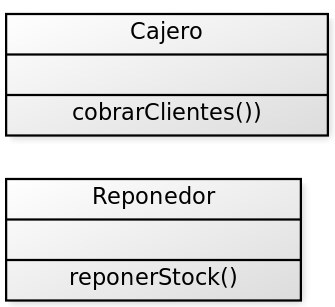 Cajero
cobrarClientes())
Reponedor
reponerStock()